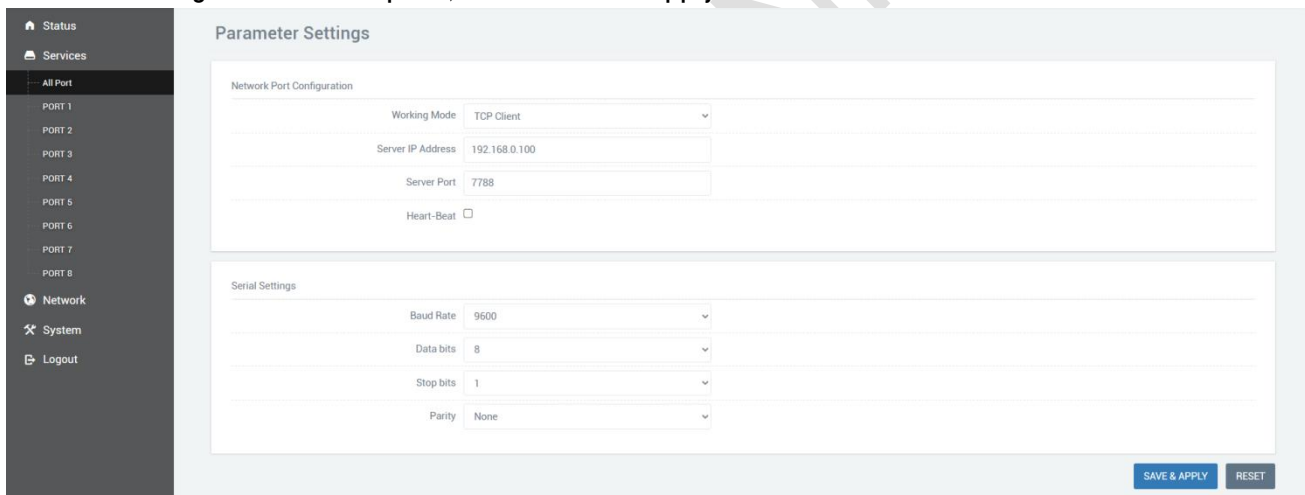 Status
Services
All Port
PORT 1
PORT 2
PORT 3
PORT 4
PORT 5
PORT 6
PORT 7
PORT 8
Network
System
Logout
Parameter Settings
Network Port Configuration
Working Mode TCP Client
Server IP Address 192.168.0.100
Server Port 7788
Heart-Beat
Serial Settings
Baud Rate 9600
Data bits 8
Stop bits 1
Parity None
SAVE & APPLY RESET